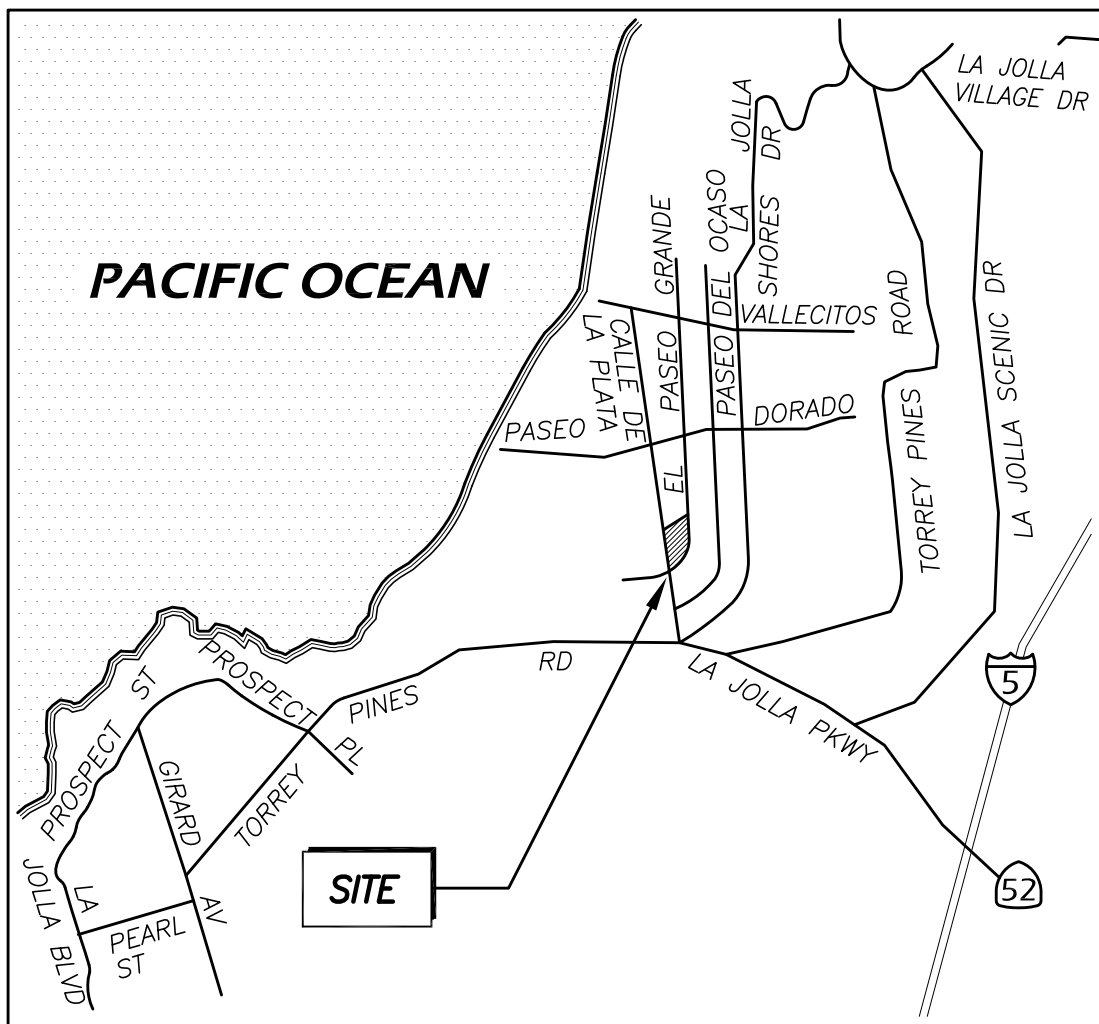 LA JOLLA
VILLAGE DR
LA JOLLA
SHORES DR
PASEO DEL OCASO
EL PASEO GRANDE
PACIFIC OCEAN
VALLECITOS
CALLE DE
LA PLATA
ROAD
TORREY PINES
LA JOLLA SCENIC DR
PASEO DORADO
PROSPECT ST
PROSPECT PL
TORREY PINES RD
LA JOLLA PKWY
5
GIRARD AV
SITE
52
LA
JOLLA BLVD
PEARL
ST